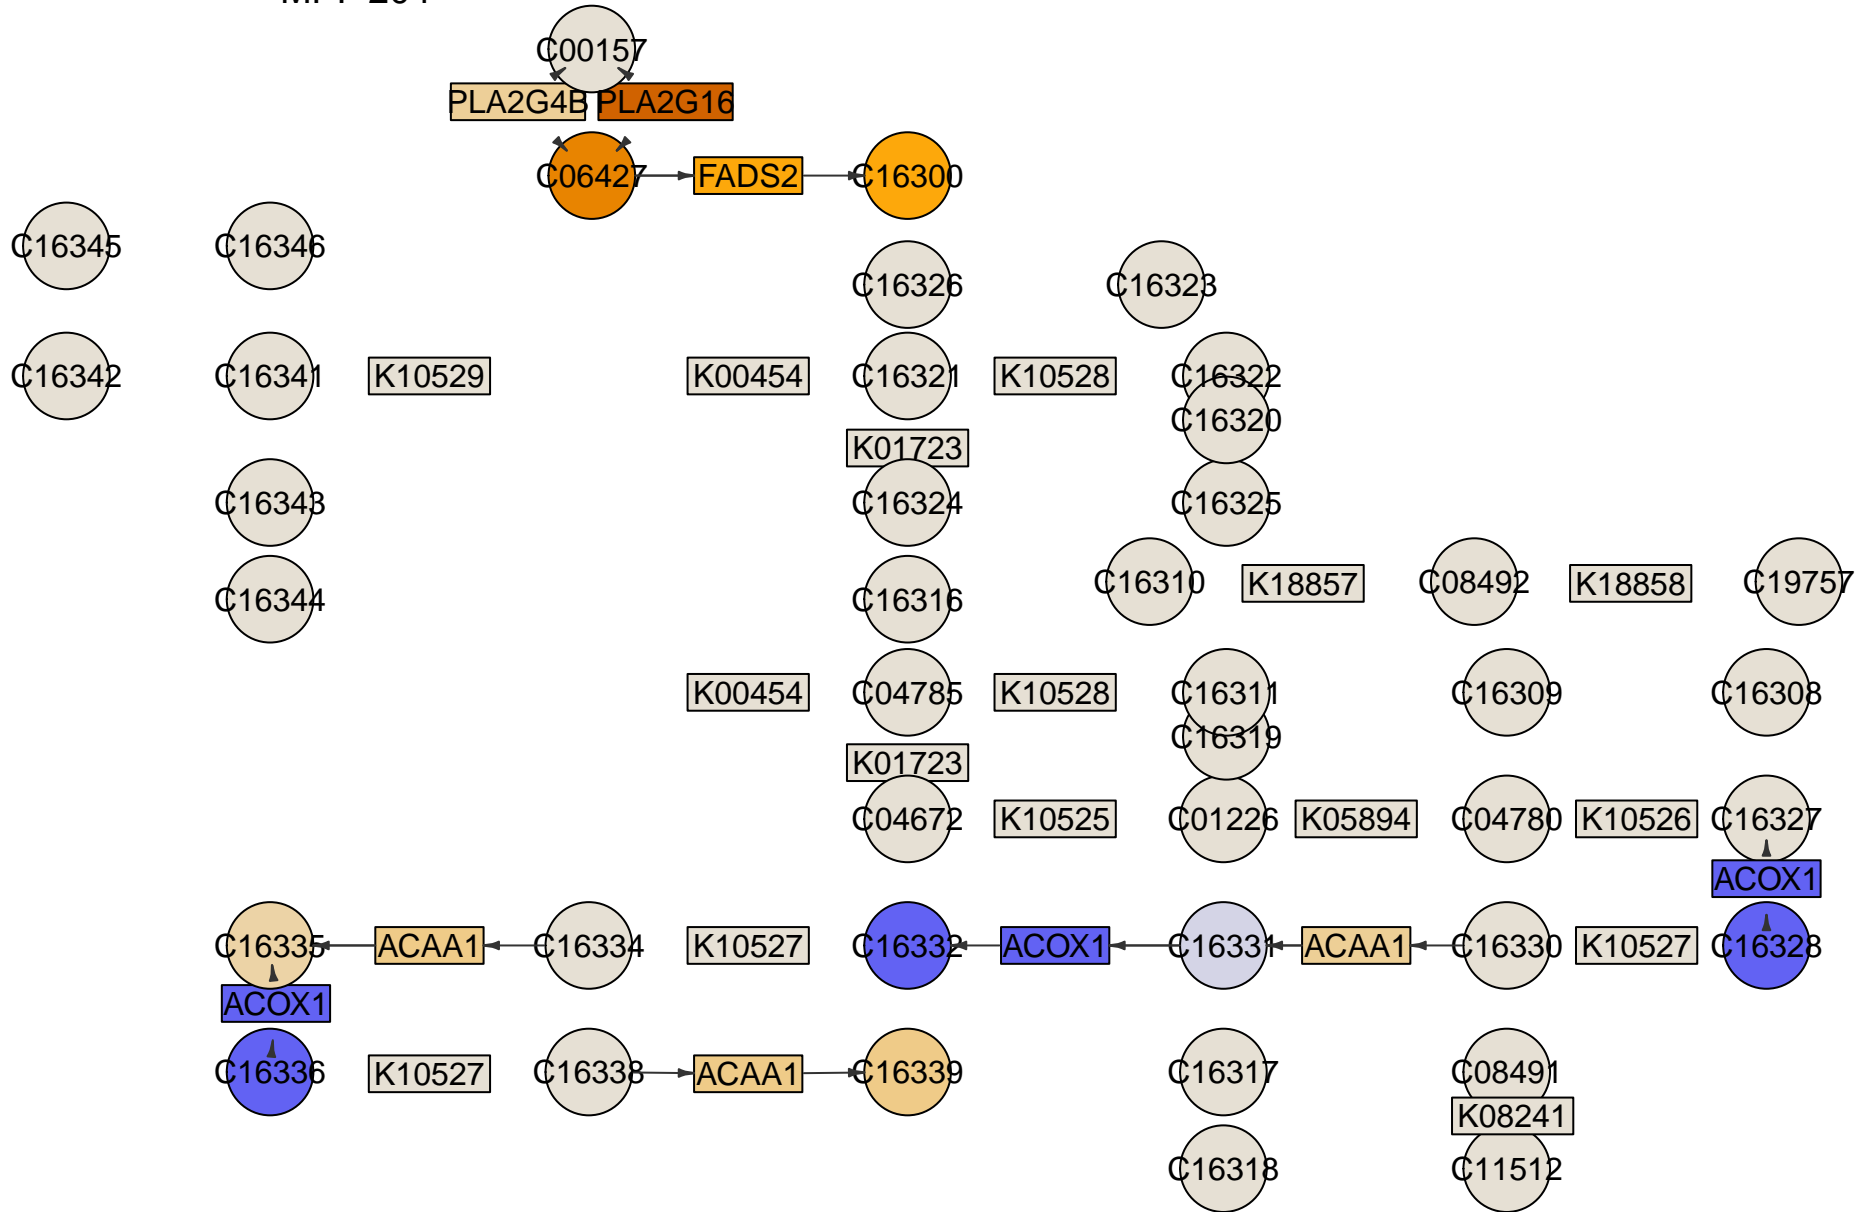 C00157
PLA2G4B PLA2G16
C06427 FADS2 C16300
C16345 C16346
C16326 C16323
C16342 C16341 K10529 K00454 C16321 K10528 C16322
C16320
K01723
C16343 C16324 C16325
C16310 K18857 C08492 K18858 C19757
C16344 C16316
K00454 C04785 K10528 C16311 C16309 C16308
C16319
K01723
C04672 K10525 C01226 K05894 C04780 K10526 C16327
ACOX1
C16335 ACAA1 C16334 K10527 C16332 ACOX1 C16331 ACAA1 C16330 K10527 C16328
ACOX1
C16336 K10527 C16338 ACAA1 C16339 C16317 C08491
K08241
C16318 C11512